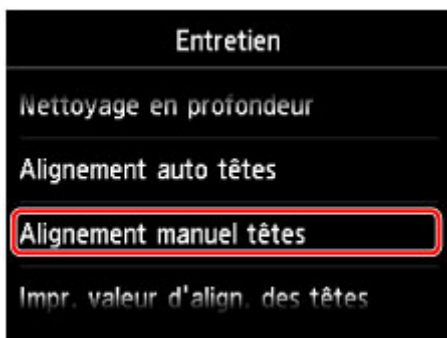 Entretien
Nettoyage en profondeur
Alignement auto têtes
Alignement manuel têtes
Impr. valeur d'align. des têtes